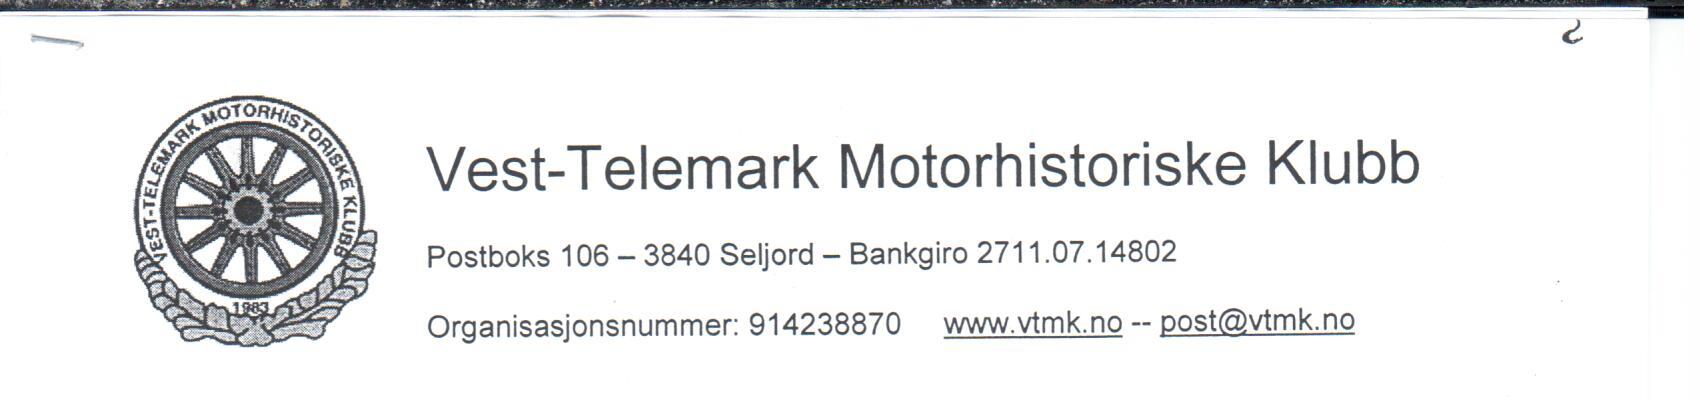 VEST-TELEMARK MOTORHISTORISKE KLUBB
1983
Vest-Telemark Motorhistoriske Klubb
Postboks 106 – 3840 Seljord – Bankgiro 2711.07.14802
Organisasjonsnummer: 914238870 www.vtmk.no -- post@vtmk.no